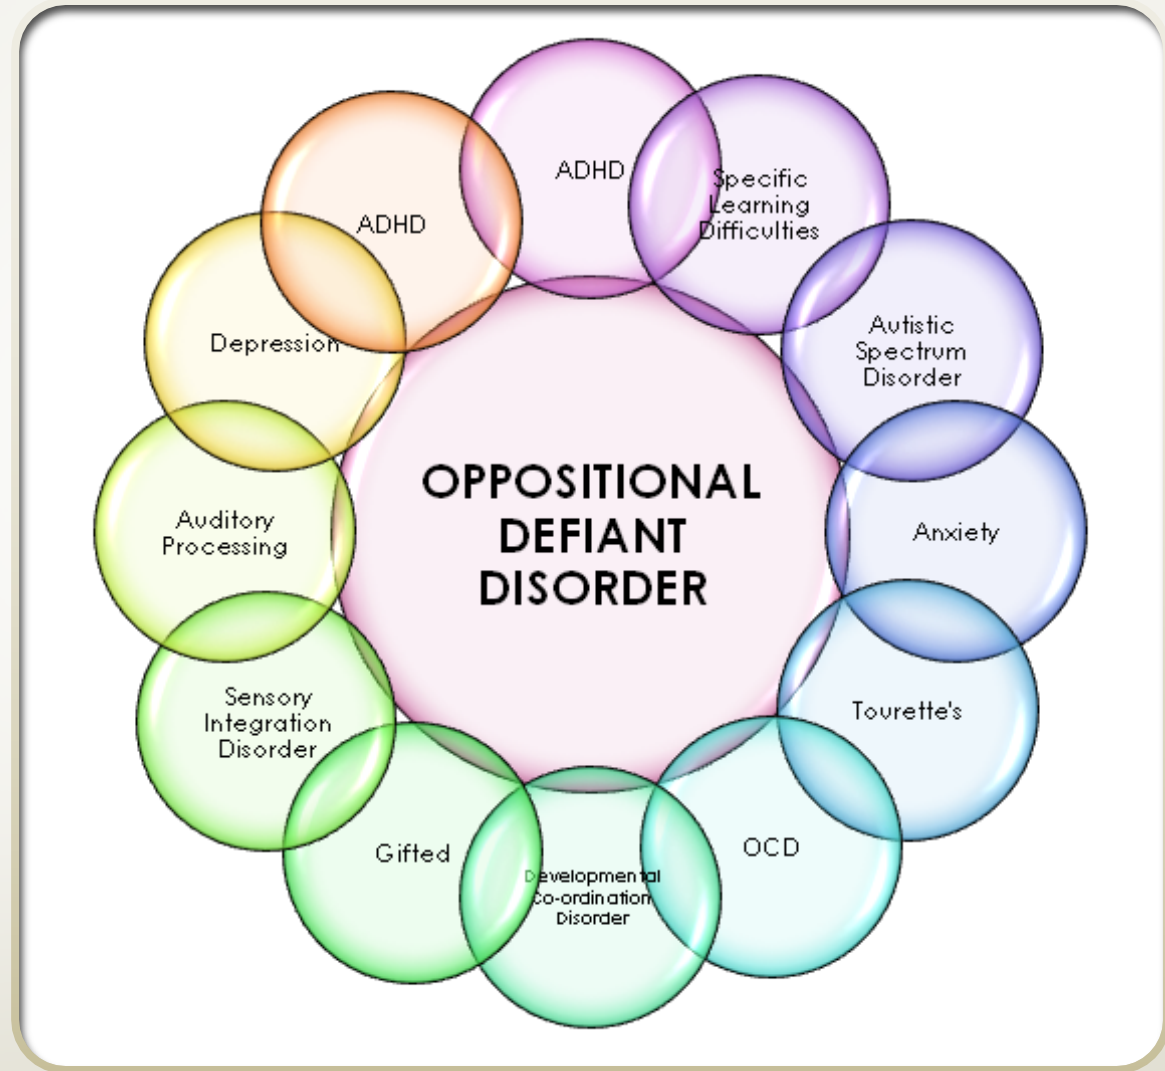 ADHD
Specific
Learning
Difficulties
Autistic
Spectrum
Disorder
Anxiety
Tourette's
OCD
Developmental
Co-ordination
Disorder
Gifted
Sensory
Integration
Disorder
Auditory
Processing
Depression
ADHD
OPPOSITIONAL
DEFIANT
DISORDER